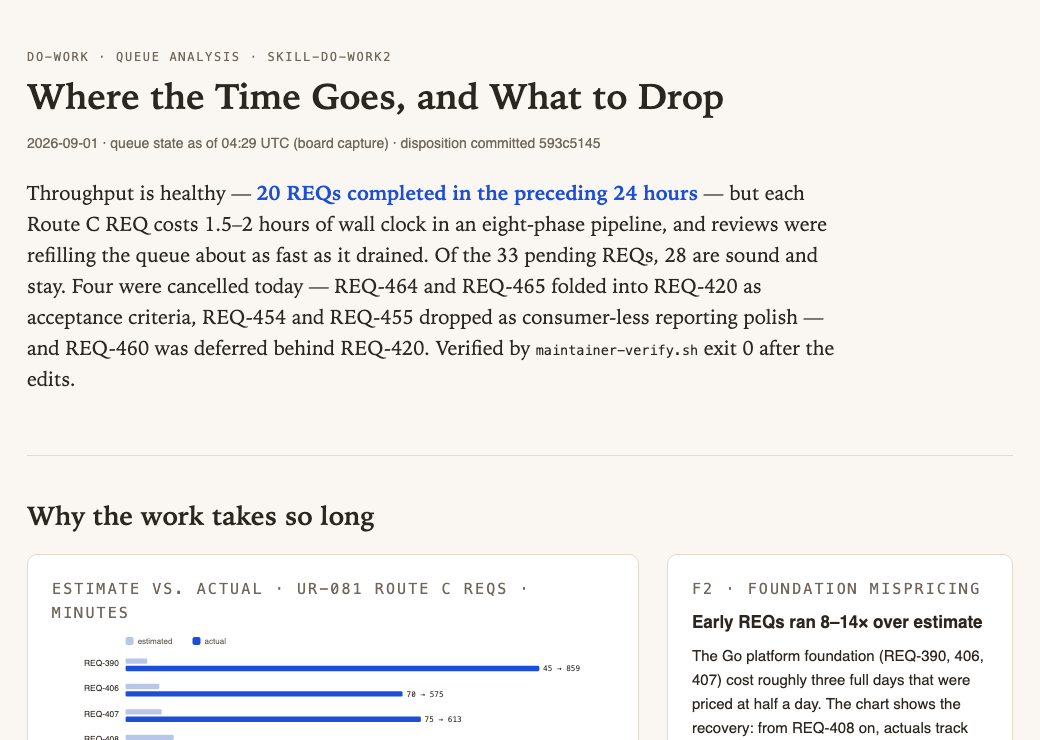 DO-WORK · QUEUE ANALYSIS · SKILL-DO-WORK2
Where the Time Goes, and What to Drop
2026-09-01 · queue state as of 04:29 UTC (board capture) · disposition committed 593c5145
Throughput is healthy — 20 REQs completed in the preceding 24 hours — but each
Route C REQ costs 1.5–2 hours of wall clock in an eight-phase pipeline, and reviews were
refilling the queue about as fast as it drained. Of the 33 pending REQs, 28 are sound and
stay. Four were cancelled today — REQ-464 and REQ-465 folded into REQ-420 as
acceptance criteria, REQ-454 and REQ-455 dropped as consumer-less reporting polish —
and REQ-460 was deferred behind REQ-420. Verified by maintainer-verify.sh exit 0 after the
edits.
Why the work takes so long
ESTIMATE VS. ACTUAL · UR-081 ROUTE C REQS ·
MINUTES
estimated actual
REQ-390 45 → 859
REQ-406 70 → 575
REQ-407 75 → 613
REQ-408
F2 · FOUNDATION MISPRICING
Early REQs ran 8–14× over estimate
The Go platform foundation (REQ-390, 406,
407) cost roughly three full days that were
priced at half a day. The chart shows the
recovery: from REQ-408 on, actuals track